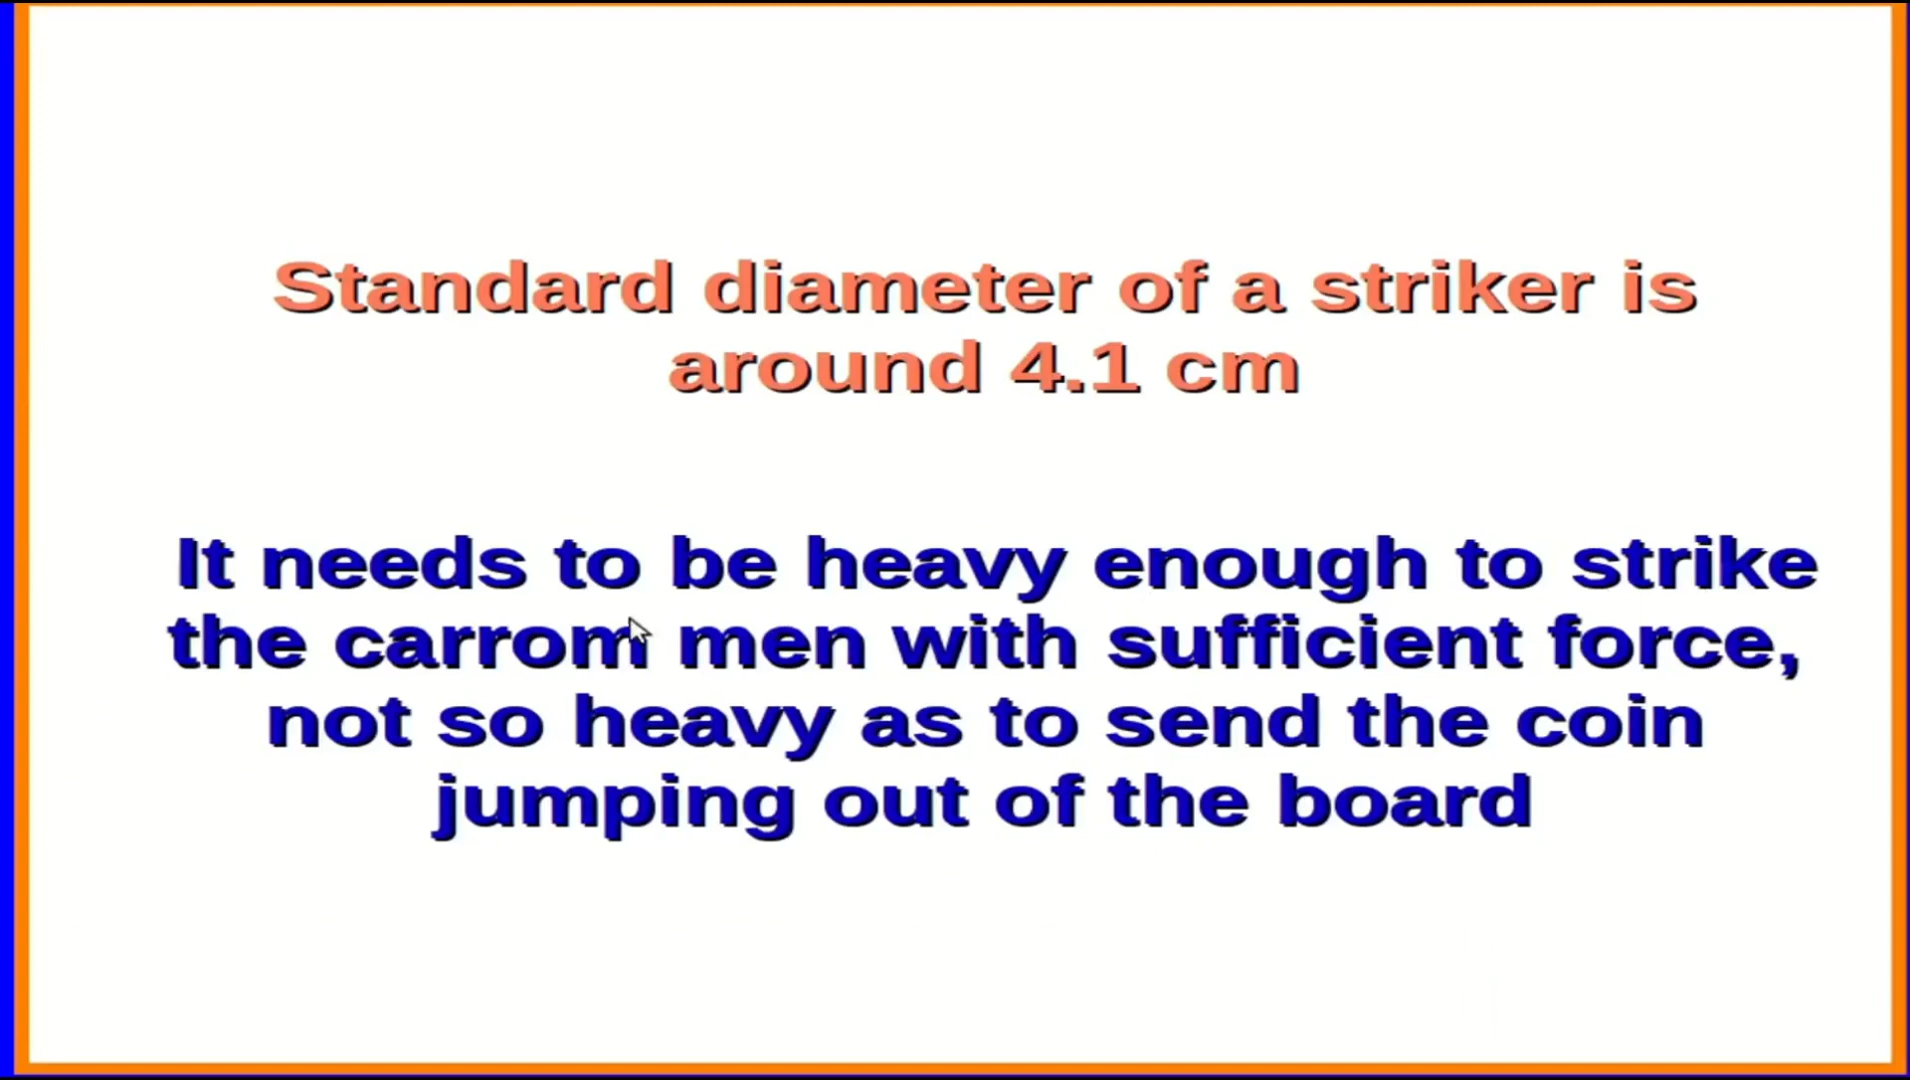 Standard diameter of a striker is
around 4.1 cm
It needs to be heavy enough to strike
the carrom men with sufficient force,
not so heavy as to send the coin
jumping out of the board